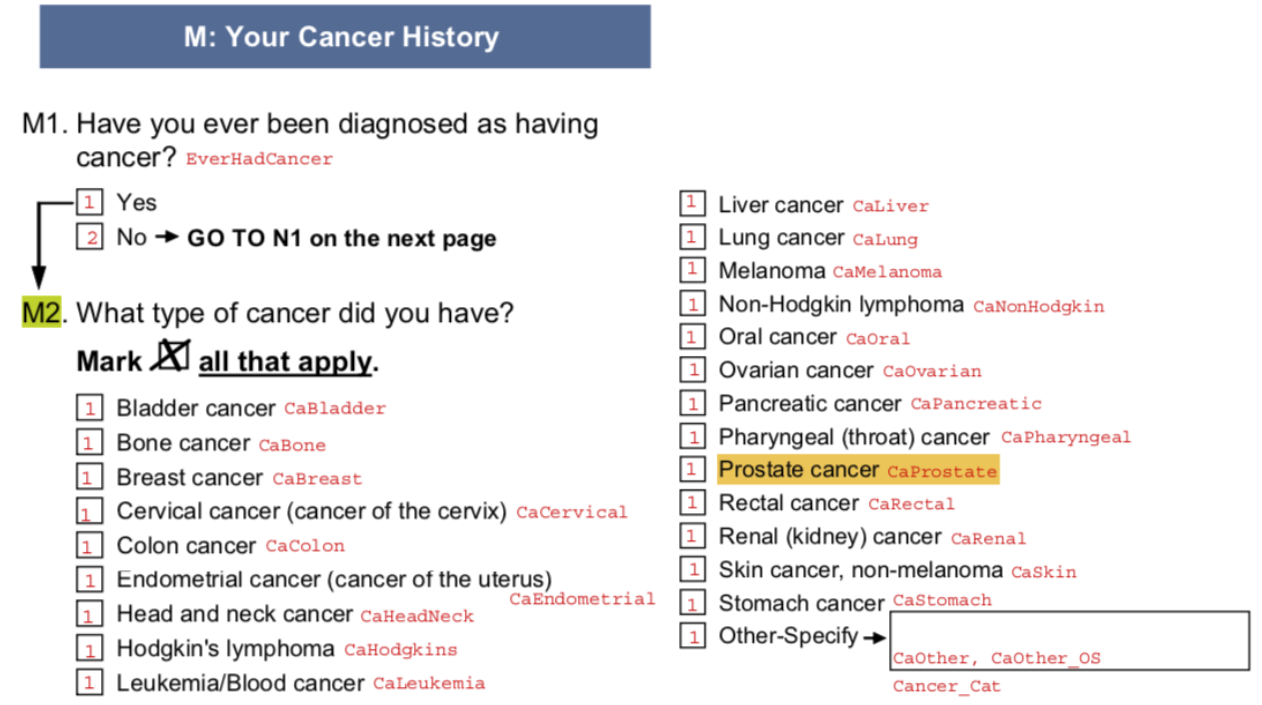 M: Your Cancer History
M1. Have you ever been diagnosed as having
cancer? EverHadCancer
1 Yes
2 No → GO TO N1 on the next page
M2. What type of cancer did you have?
Mark ☒ all that apply.
1 Bladder cancer CaBladder
1 Bone cancer CaBone
1 Breast cancer CaBreast
1 Cervical cancer (cancer of the cervix) CaCervical
1 Colon cancer CaColon
1 Endometrial cancer (cancer of the uterus)
CaEndometrial
1 Head and neck cancer CaHeadNeck
1 Hodgkin's lymphoma CaHodgkins
1 Leukemia/Blood cancer CaLeukemia
1 Liver cancer CaLiver
1 Lung cancer CaLung
1 Melanoma CaMelanoma
1 Non-Hodgkin lymphoma CaNonHodgkin
1 Oral cancer CaOral
1 Ovarian cancer CaOvarian
1 Pancreatic cancer CaPancreatic
1 Pharyngeal (throat) cancer CaPharyngeal
1 Prostate cancer CaProstate
1 Rectal cancer CaRectal
1 Renal (kidney) cancer CaRenal
1 Skin cancer, non-melanoma CaSkin
1 Stomach cancer CaStomach
1 Other-Specify →
CaOther, CaOther_OS
Cancer_Cat